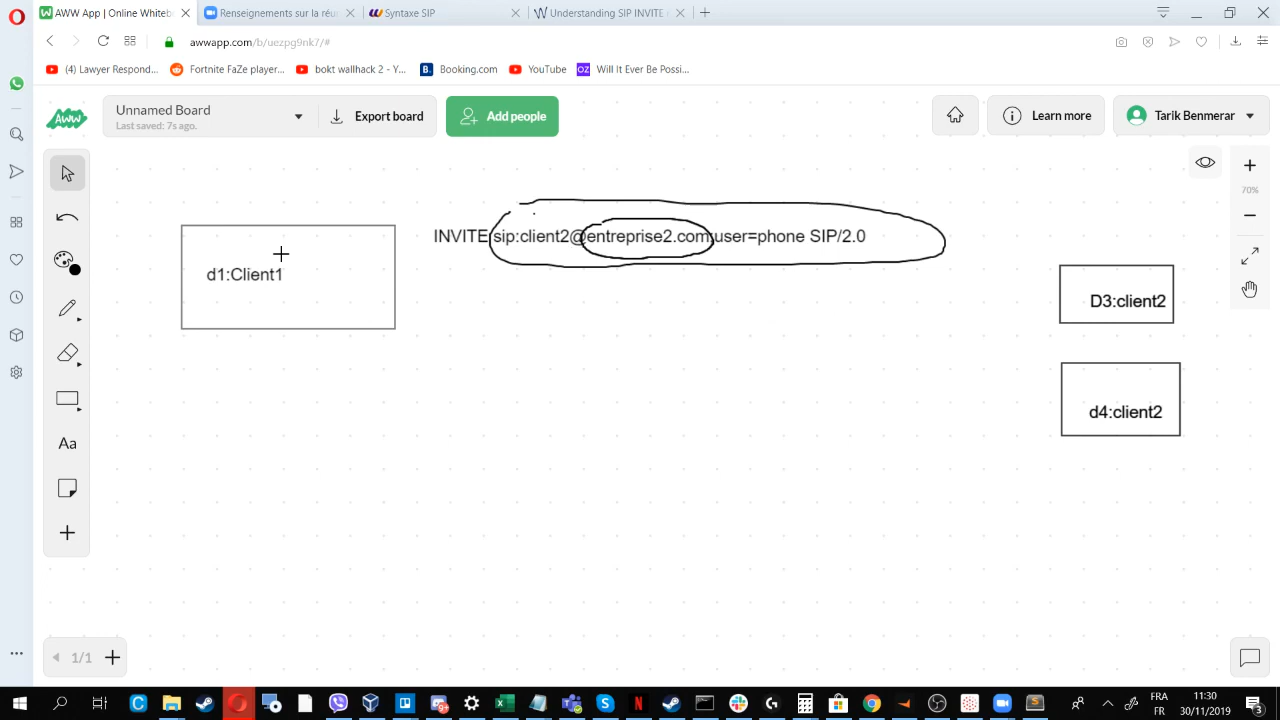 AWW App | Online Whiteb
Renseignements sur la réu
Syntaxe SIP
Understanding SIP INVITE
awwapp.com/b/uezpg9nk7/#
(4) Lawyer Respond...
Fortnite FaZe player...
bokt wallhack 2 - Y...
Booking.com
YouTube
Will It Ever Be Possi...
AWW
Unnamed Board
Last saved: 7s ago.
Export board
Add people
Learn more
Tarik Benmerar
70%
INVITE sip:client2@entreprise2.com;user=phone SIP/2.0
d1:Client1
D3:client2
d4:client2
Aa
1/1
FRA
FR
11:30
30/11/2019
3